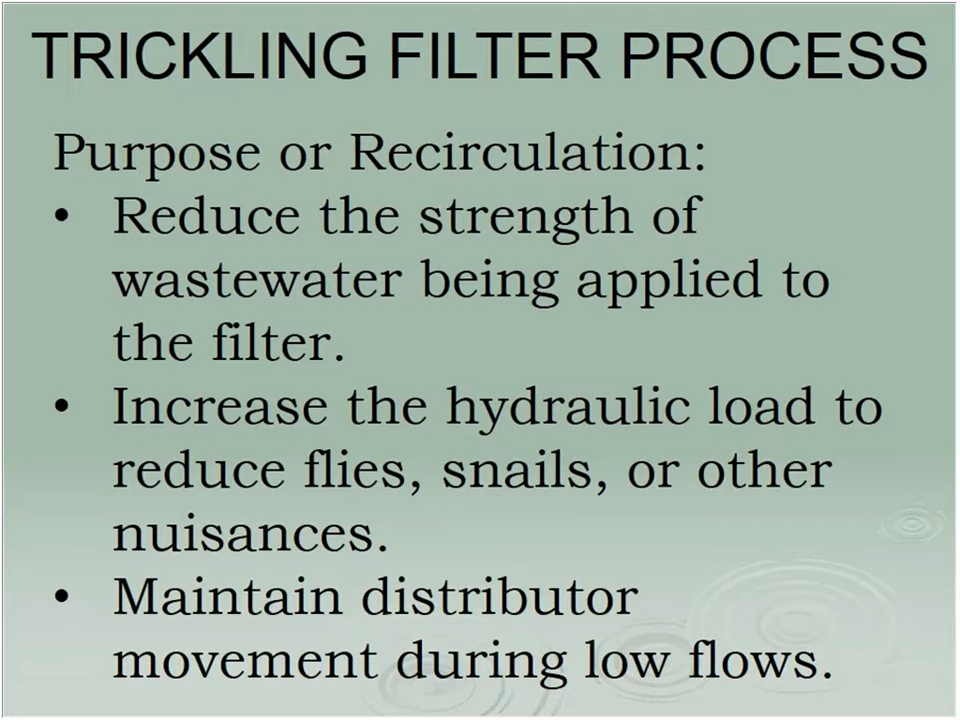 TRICKLING FILTER PROCESS
Purpose or Recirculation:
• Reduce the strength of
wastewater being applied to
the filter.
• Increase the hydraulic load to
reduce flies, snails, or other
nuisances.
• Maintain distributor
movement during low flows.